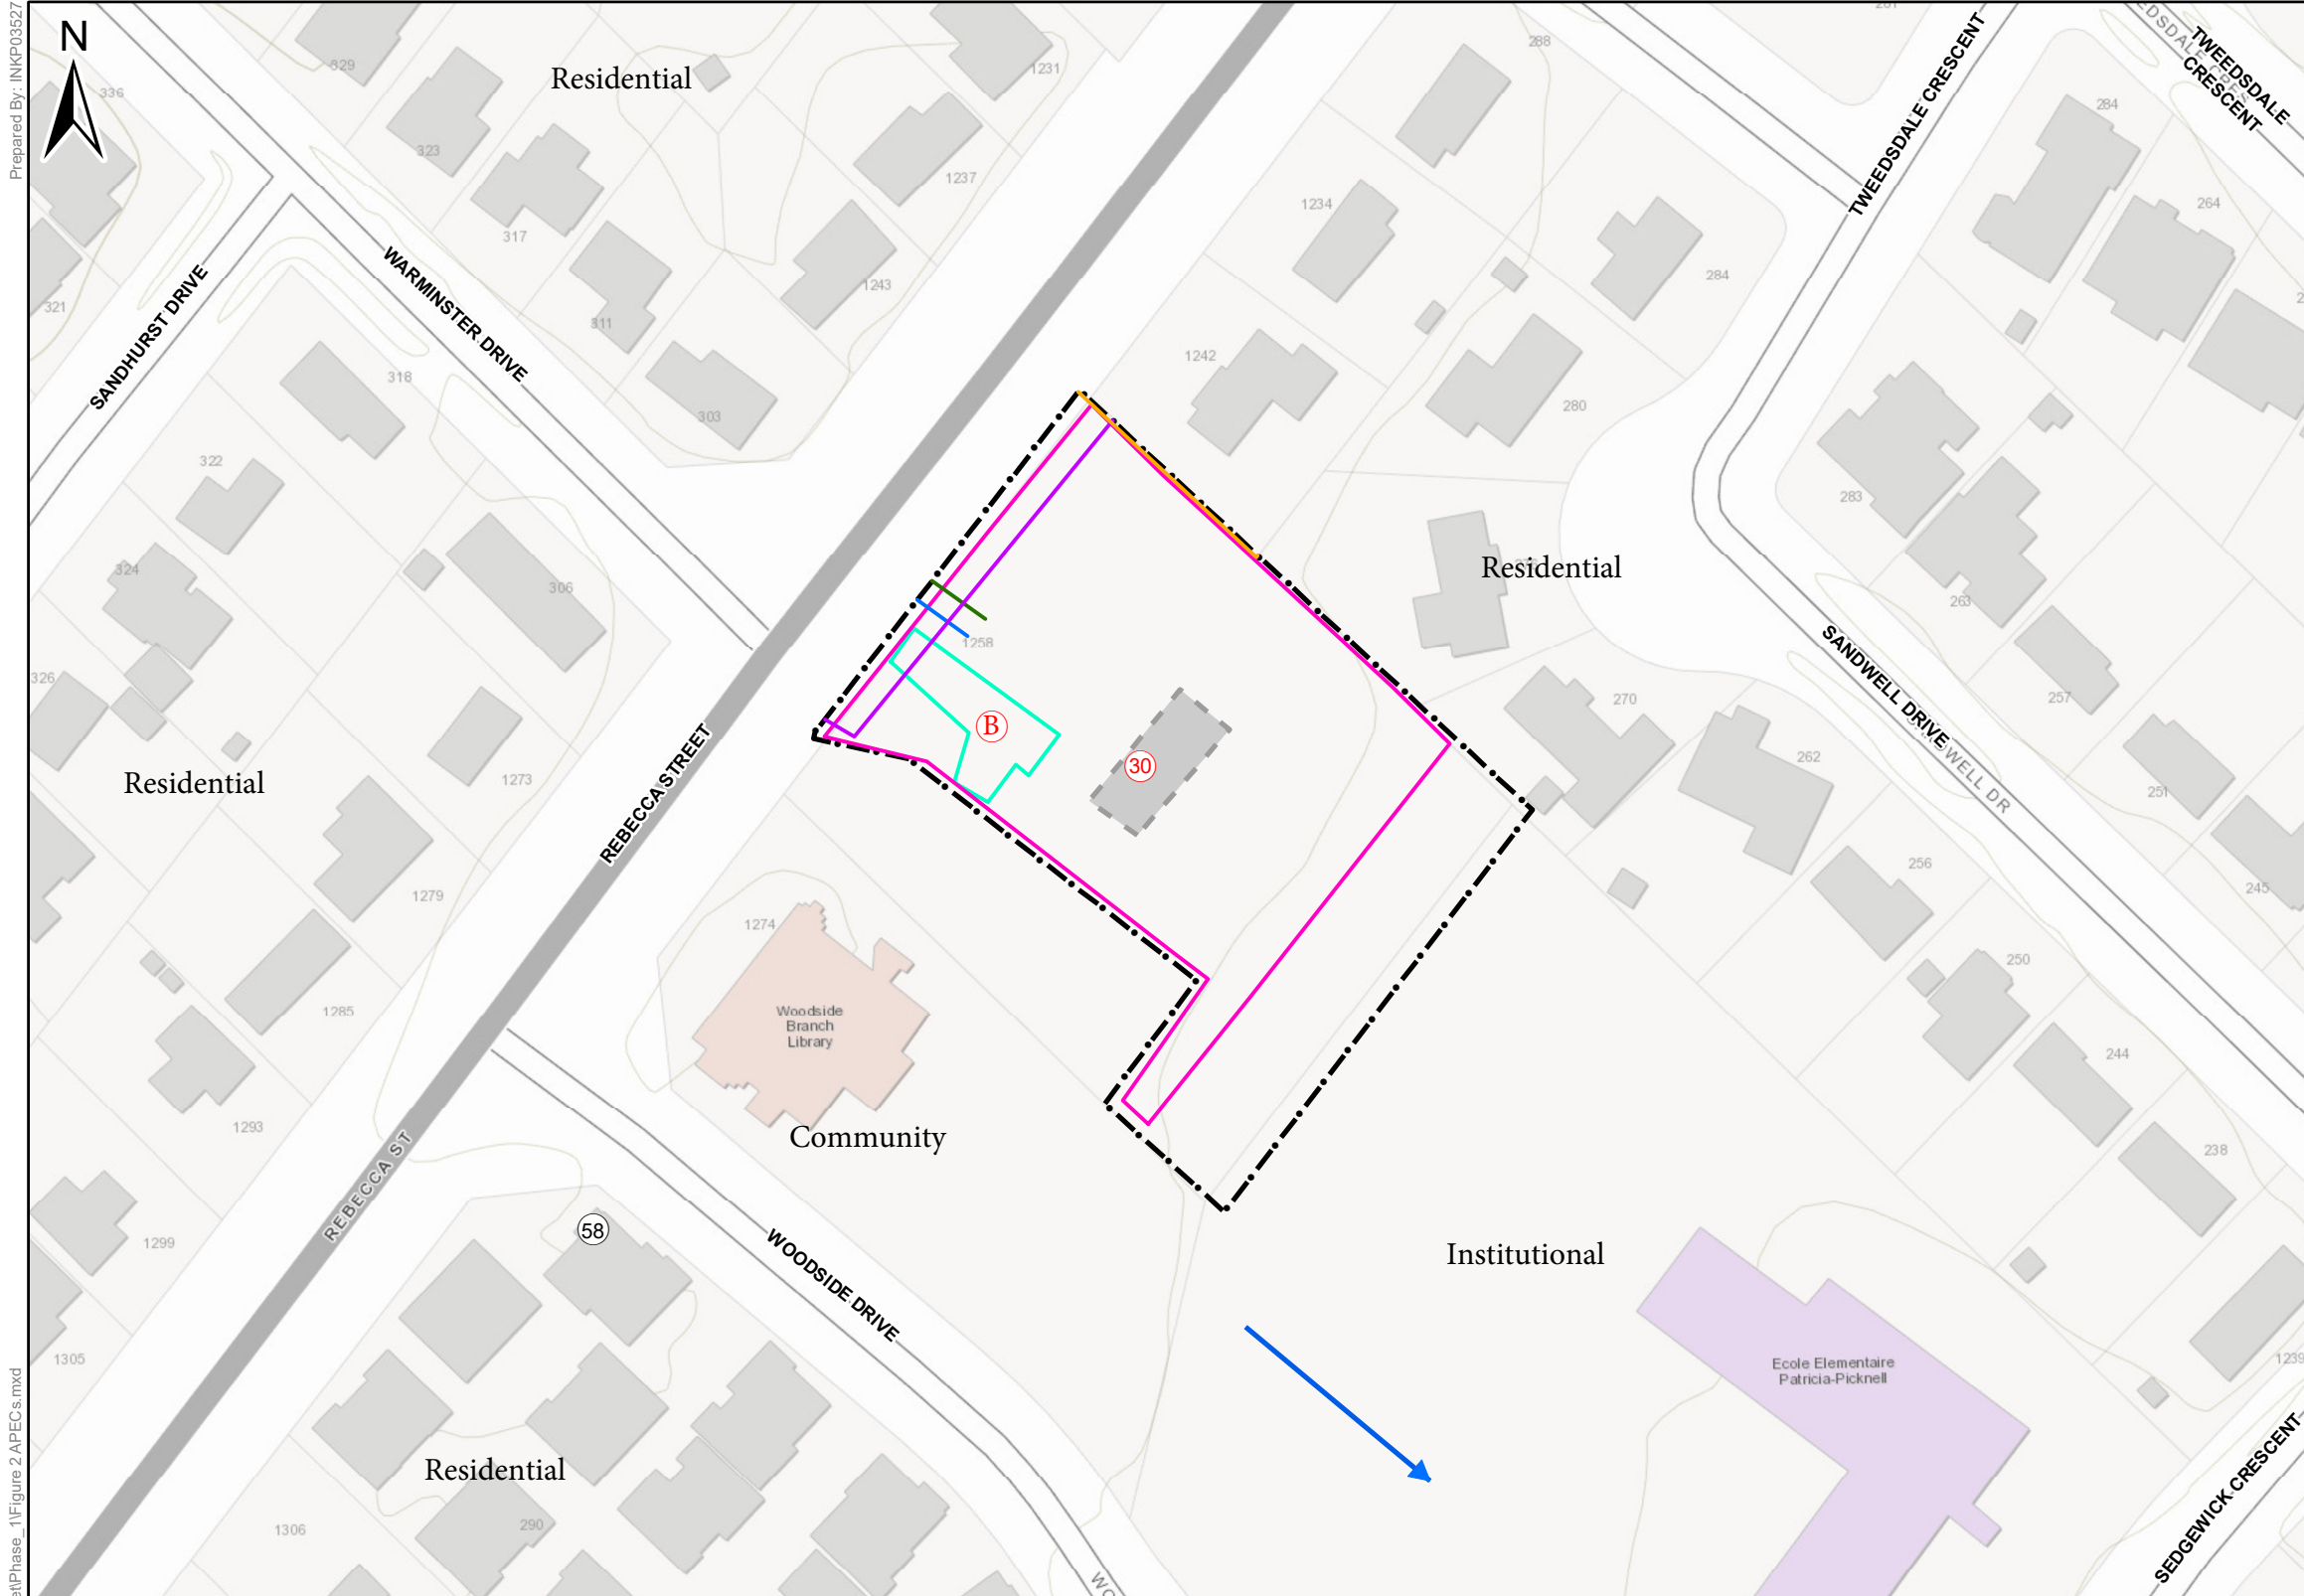 Prepared By: INKP03527
et\Phase_1\Figure 2 APECs.mxd
N
329
336
323
Residential
1231
288
TWEEDSDALE CRESCENT
TWEEDSDALE
CRESCENT
284
264
317
1237
1234
284
321
SANDHURST DRIVE
WARMINSTER DRIVE
311
1243
318
303
1242
280
283
322
324
306
Residential
263
326
1258
SANDWELL DRIVE
257
B
30
270
262
251
Residential
1273
REBECCA STREET
256
245
1279
1274
250
1285
Woodside
Branch
Library
244
1293
Community
238
REBECCA ST
1299
58
WOODSIDE DRIVE
Institutional
1305
1239
Ecole Elementaire
Patricia-Picknell
Residential
SEDGEWICK CRESCENT
1306
290